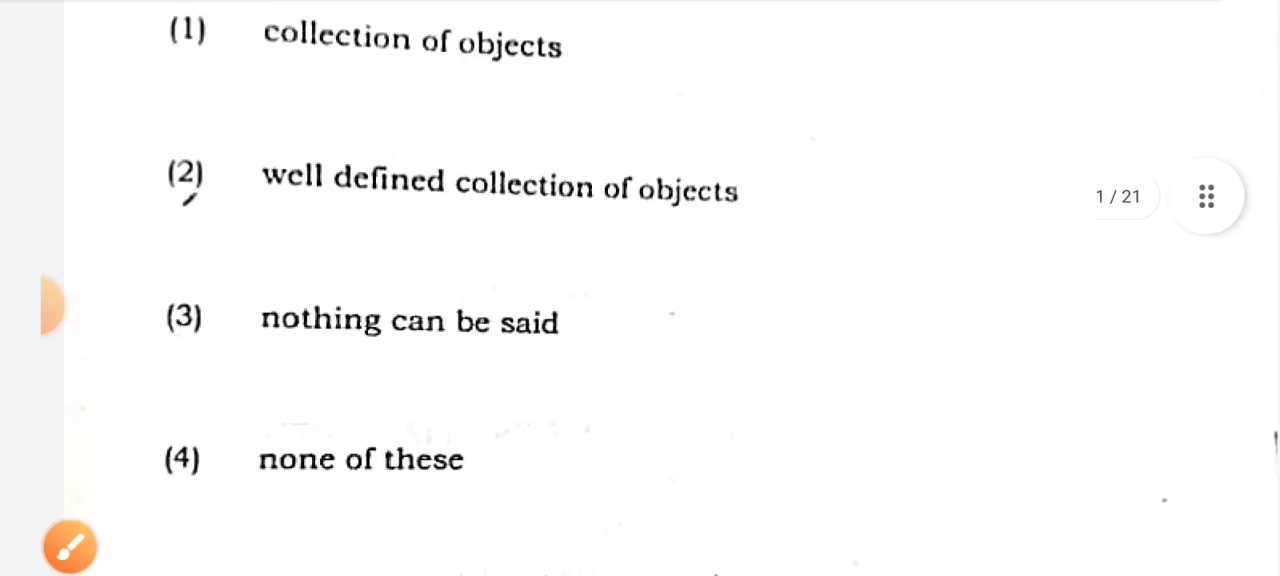 (1) collection of objects
(2) well defined collection of objects
1 / 21
(3) nothing can be said
(4) none of these